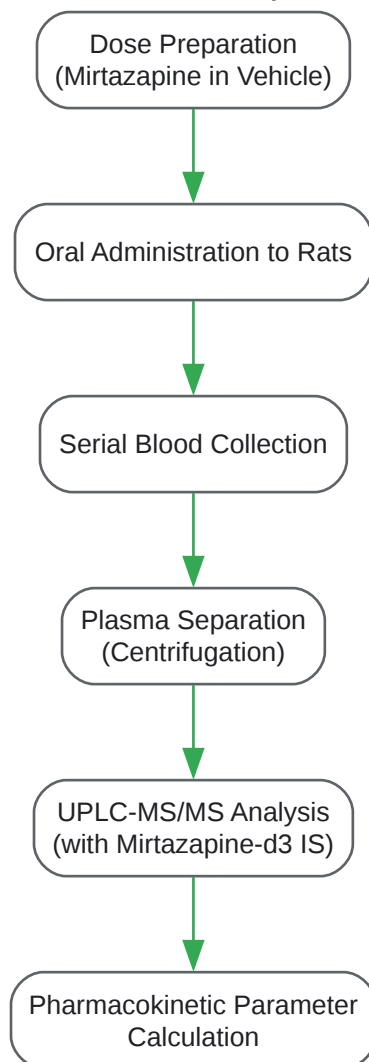 Dose Preparation
(Mirtazapine in Vehicle)
Oral Administration to Rats
Serial Blood Collection
Plasma Separation
(Centrifugation)
UPLC-MS/MS Analysis
(with Mirtazapine-d3 IS)
Pharmacokinetic Parameter
Calculation